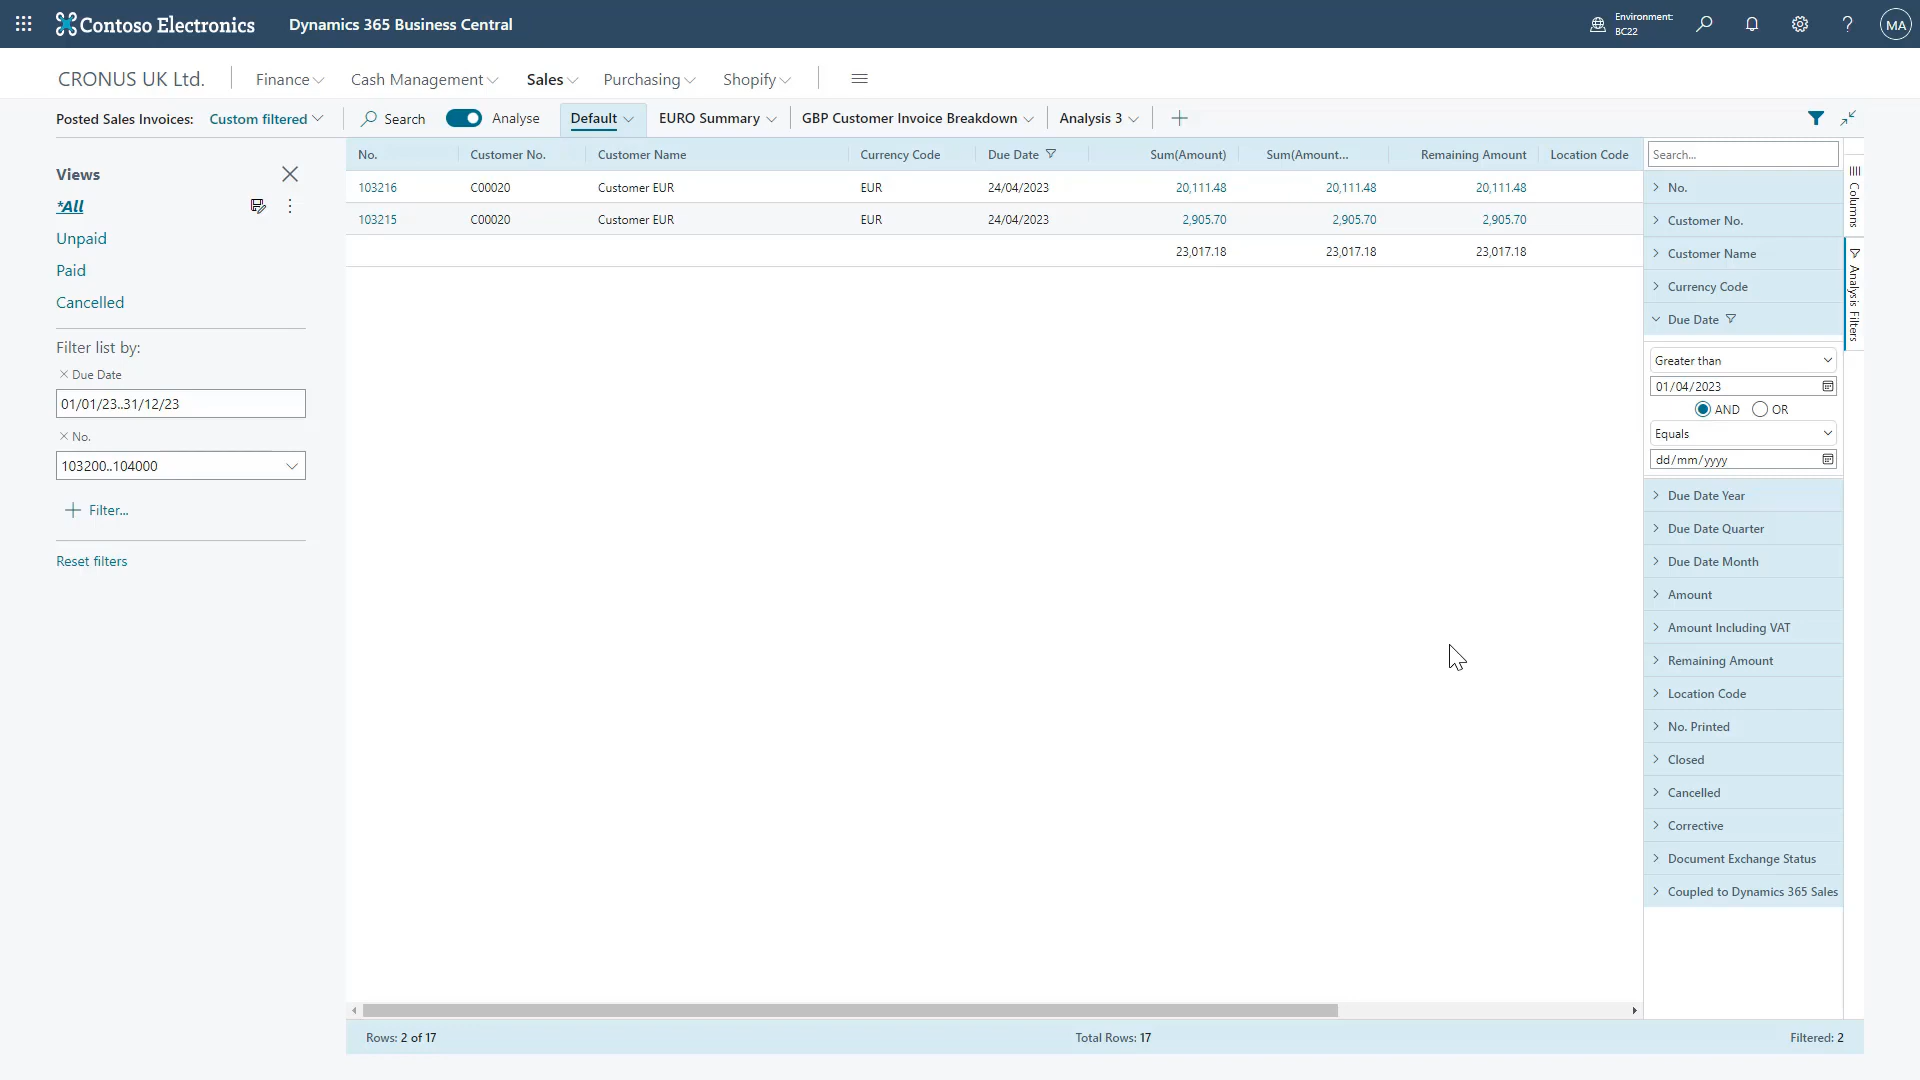 Contoso Electronics Dynamics 365 Business Central Environment: BC22 MA
CRONUS UK Ltd. Finance Cash Management Sales Purchasing Shopify
Posted Sales Invoices: Custom filtered Search Analyse Default EURO Summary GBP Customer Invoice Breakdown Analysis 3
Views
*All
Unpaid
Paid
Cancelled
Filter list by:
Due Date
01/01/23..31/12/23
No.
103200..104000
Filter...
Reset filters
No. Customer No. Customer Name Currency Code Due Date Sum(Amount) Sum(Amount... Remaining Amount Location Code
103216 C00020 Customer EUR EUR 24/04/2023 20,111.48 20,111.48 20,111.48
103215 C00020 Customer EUR EUR 24/04/2023 2,905.70 2,905.70 2,905.70
23,017.18 23,017.18 23,017.18
Search...
No.
Customer No.
Customer Name
Currency Code
Due Date
Greater than
01/04/2023
AND OR
Equals
dd/mm/yyyy
Due Date Year
Due Date Quarter
Due Date Month
Amount
Amount Including VAT
Remaining Amount
Location Code
No. Printed
Closed
Cancelled
Corrective
Document Exchange Status
Coupled to Dynamics 365 Sales
Columns
Analysis Filters
Rows: 2 of 17 Total Rows: 17 Filtered: 2